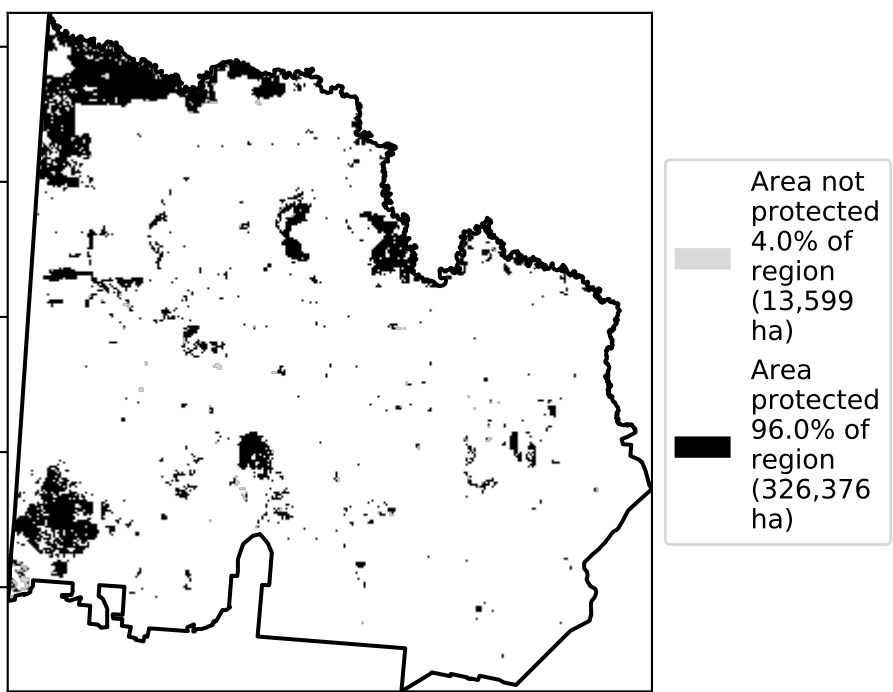 Area not
protected
4.0% of
region
(13,599
ha)
Area
protected
96.0% of
region
(326,376
ha)